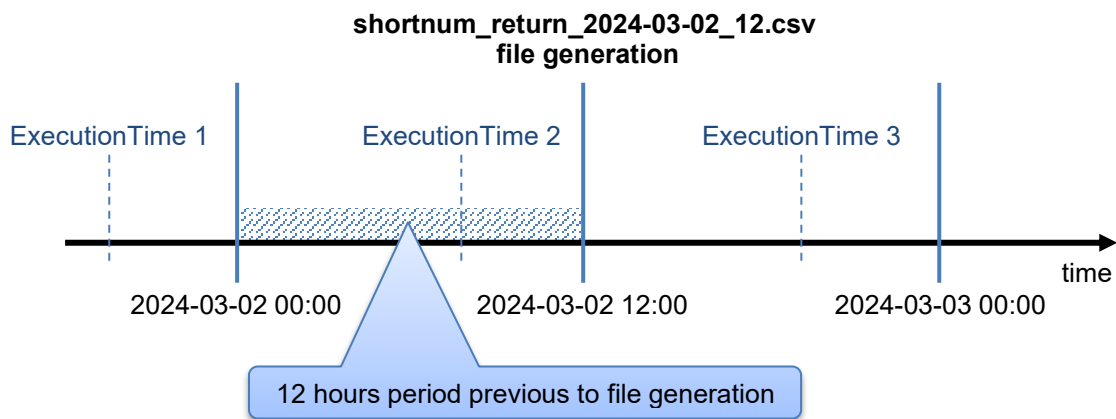 shortnum_return_2024-03-02_12.csv
file generation
ExecutionTime 1
ExecutionTime 2
ExecutionTime 3
time
2024-03-02 00:00
2024-03-02 12:00
2024-03-03 00:00
12 hours period previous to file generation